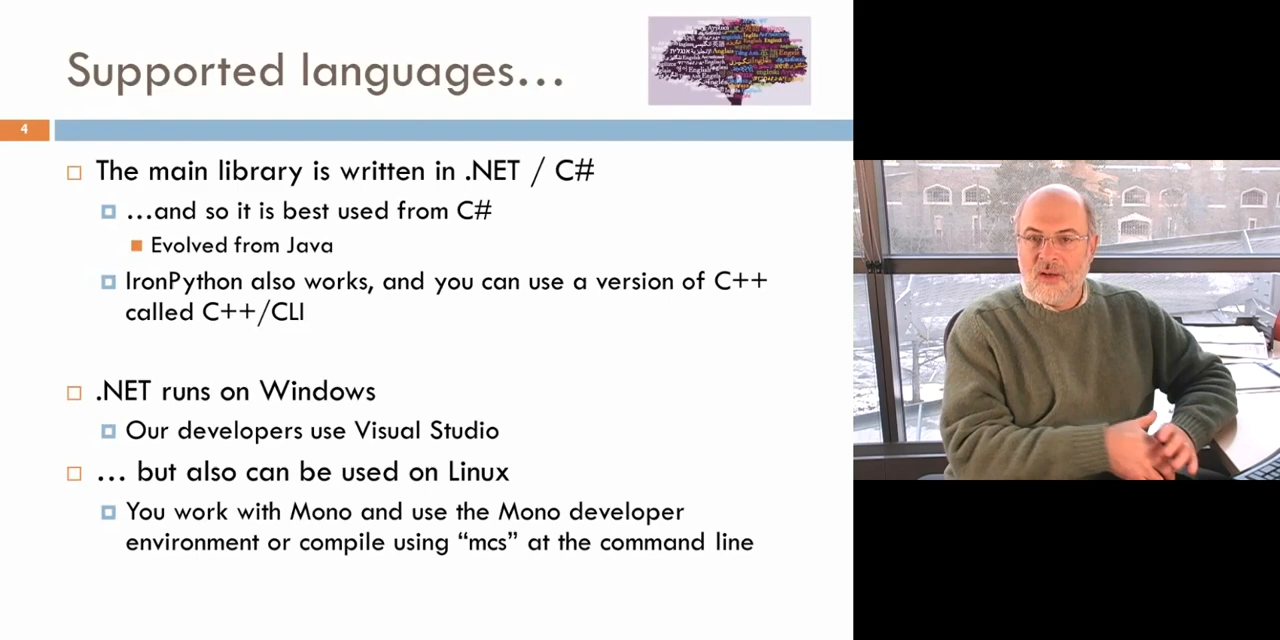 Supported languages...
4
The main library is written in .NET / C#
...and so it is best used from C#
Evolved from Java
IronPython also works, and you can use a version of C++
called C++/CLI
.NET runs on Windows
Our developers use Visual Studio
... but also can be used on Linux
You work with Mono and use the Mono developer
environment or compile using “mcs” at the command line